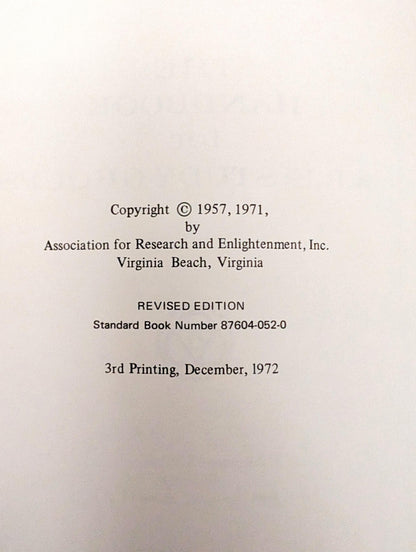 Copyright © 1957, 1971,
by
Association for Research and Enlightenment, Inc.
Virginia Beach, Virginia
REVISED EDITION
Standard Book Number 87604-052-0
3rd Printing, December, 1972